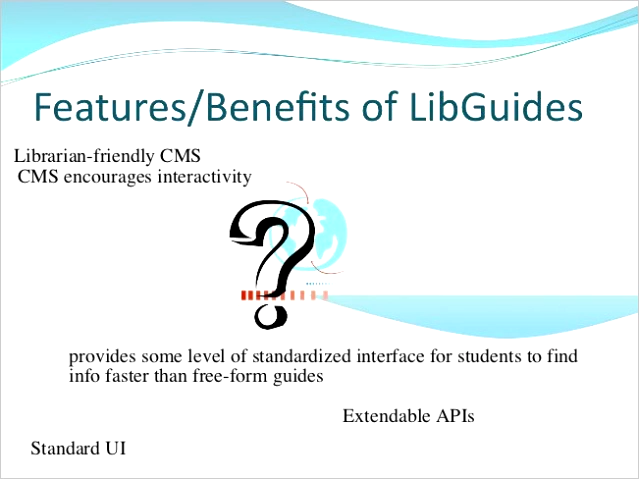 Features/Benefits of LibGuides
Librarian-friendly CMS
CMS encourages interactivity
?
provides some level of standardized interface for students to find
info faster than free-form guides
Extendable APIs
Standard UI